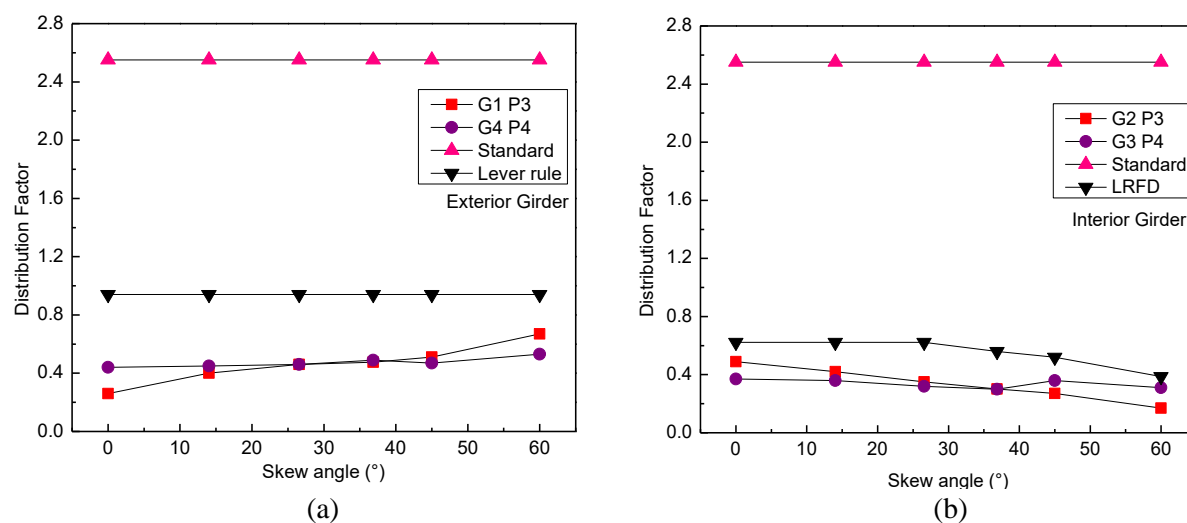 2.8
2.4
2.0
1.6
1.2
0.8
0.4
0.0
Distribution Factor
G1 P3
G4 P4
Standard
Lever rule
Exterior Girder
0 10 20 30 40 50 60
Skew angle (°)
(a)
2.8
2.4
2.0
1.6
1.2
0.8
0.4
0.0
Distribution Factor
G2 P3
G3 P4
Standard
LRFD
Interior Girder
0 10 20 30 40 50 60
Skew angle (°)
(b)